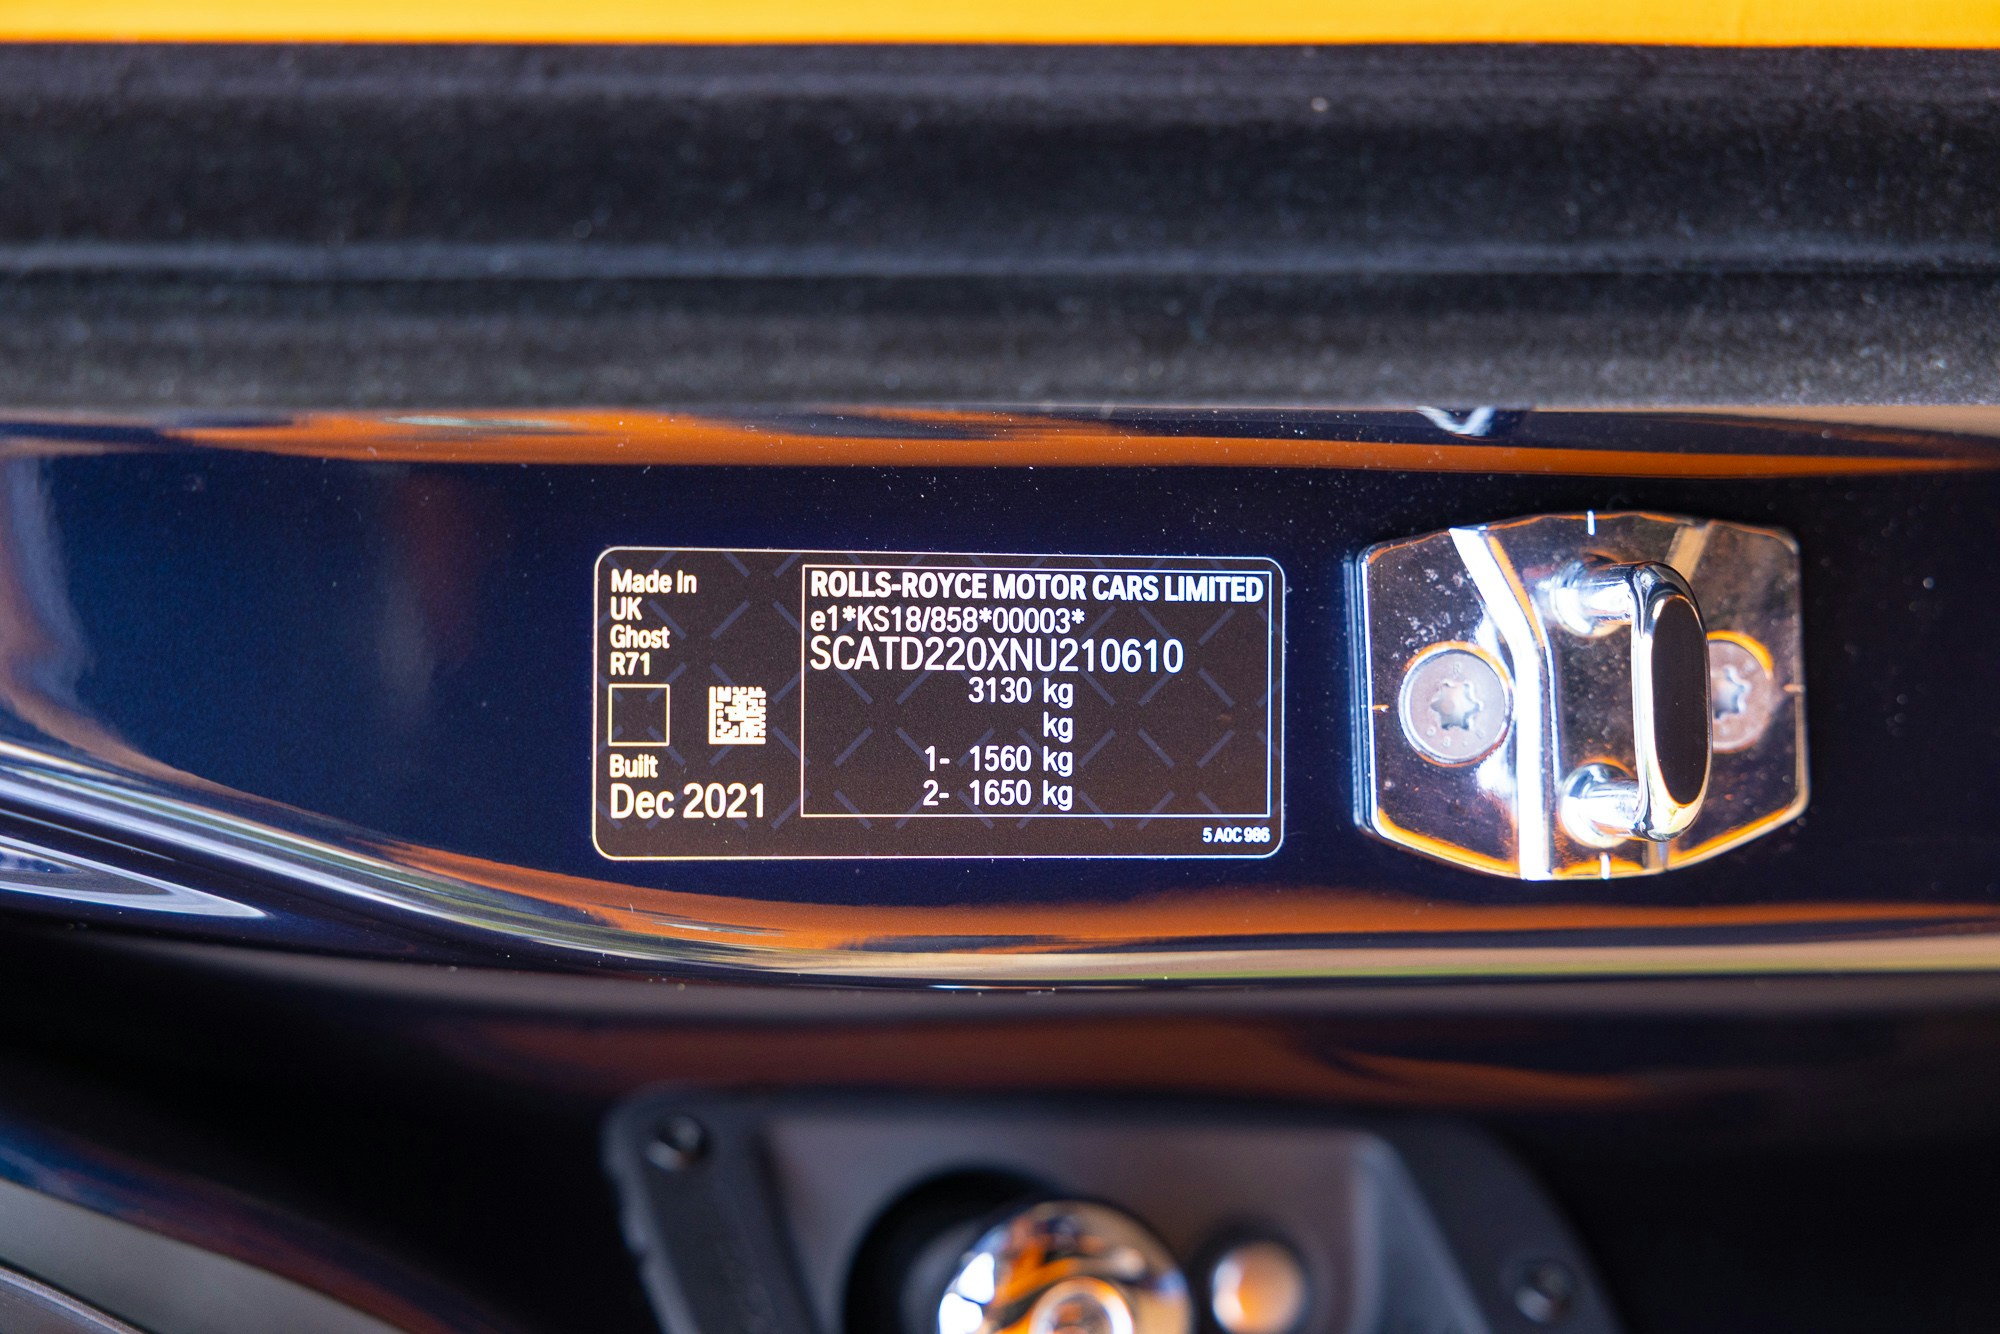 Made In
UK
Ghost
R71
Built
Dec 2021
ROLLS-ROYCE MOTOR CARS LIMITED
e1*KS18/858*00003*
SCATD220XNU210610
3130 kg
kg
1- 1560 kg
2- 1650 kg
5 A0C 986